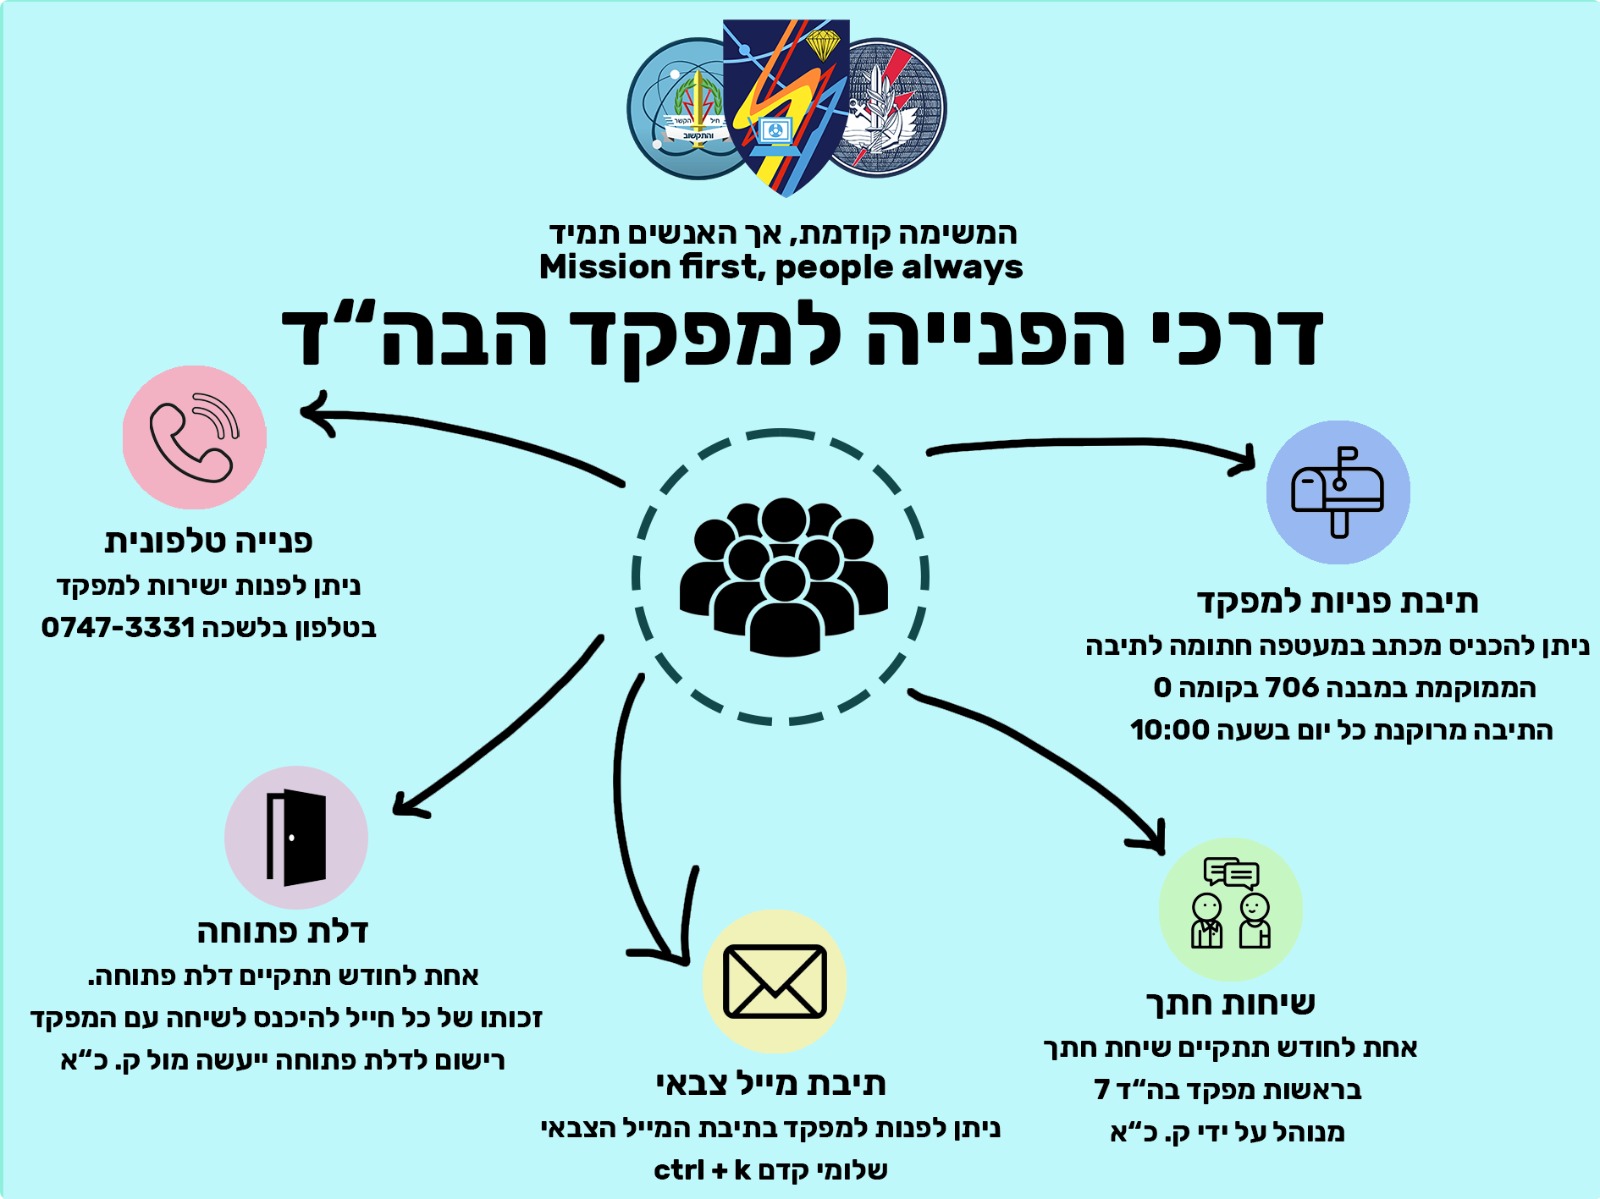 חיל הקשר
והתקשוב
המשימה קודמת, אך האנשים תמיד
Mission first, people always
דרכי הפנייה למפקד הבה“ד
תיבת פניות למפקד
ניתן להכניס מכתב במעטפה חתומה לתיבה
הממוקמת במבנה 706 בקומה 0
התיבה מרוקנת כל יום בשעה 10:00
שיחות חתך
אחת לחודש תתקיים שיחת חתך
בראשות מפקד בה“ד 7
מנוהל על ידי ק. כ“א
תיבת מייל צבאי
ניתן לפנות למפקד בתיבת המייל הצבאי
שלומי קדם ctrl + k
דלת פתוחה
אחת לחודש תתקיים דלת פתוחה.
זכותו של כל חייל להיכנס לשיחה עם המפקד
רישום לדלת פתוחה ייעשה מול ק. כ“א
פנייה טלפונית
ניתן לפנות ישירות למפקד
בטלפון בלשכה 0747-3331